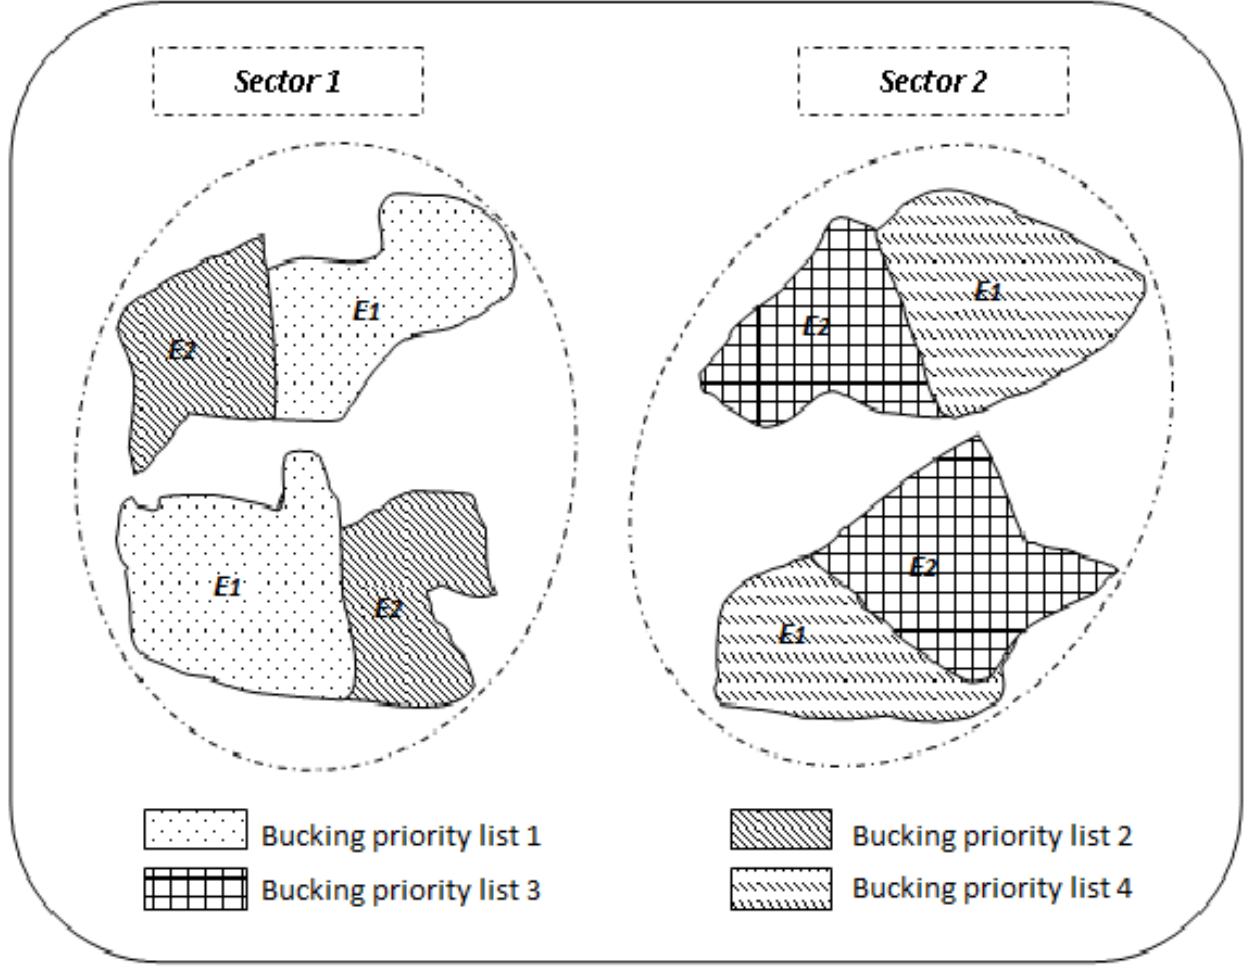 Sector 1
Sector 2
E1
E2
E1
E2
E1
E2
E2
E1
Bucking priority list 1
Bucking priority list 2
Bucking priority list 3
Bucking priority list 4